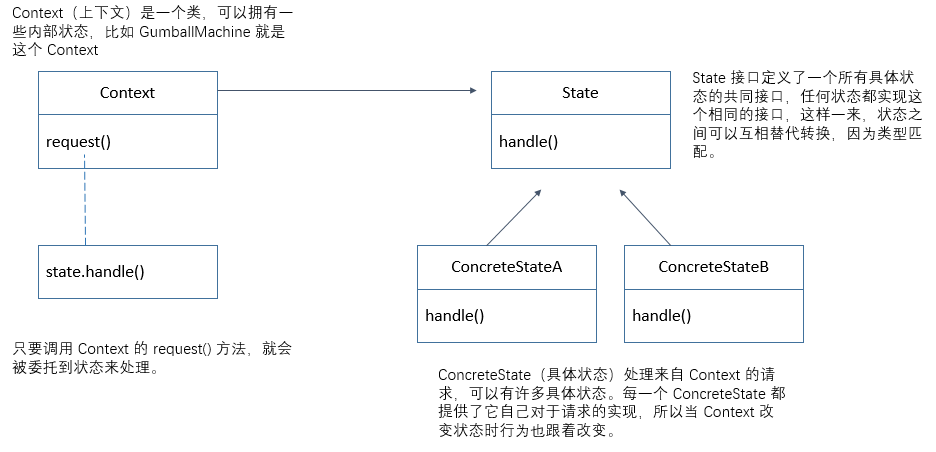 Context（上下文）是一个类，可以拥有一
些内部状态，比如 GumballMachine 就是
这个 Context
Context
request()
state.handle()
只要调用 Context 的 request() 方法，就会
被委托到状态来处理。
State
handle()
State 接口定义了一个所有具体状
态的共同接口，任何状态都实现这
个相同的接口，这样一来，状态之
间可以互相替代转换，因为类型匹
配。
ConcreteStateA
handle()
ConcreteStateB
handle()
ConcreteState（具体状态）处理来自 Context 的请
求，可以有许多具体状态。每一个 ConcreteState 都
提供了它自己对于请求的实现，所以当 Context 改
变状态时行为也跟着改变。